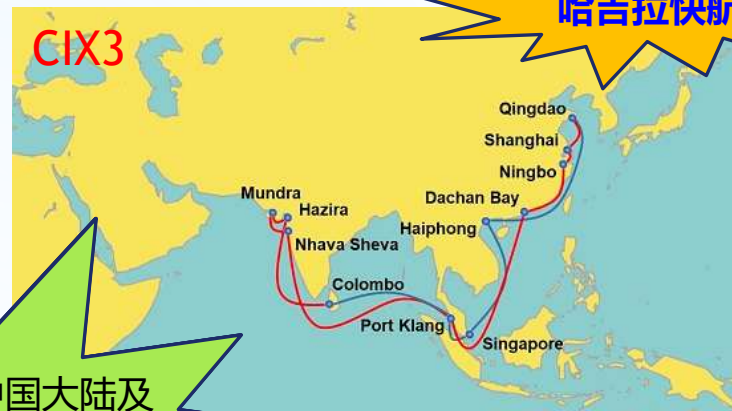 哈吉拉快航
CIX3
Qingdao
Shanghai
Ningbo
Dachan Bay
Mundra
Hazira
Haiphong
Nhava Sheva
Colombo
Port Klang
Singapore
中国大陆及